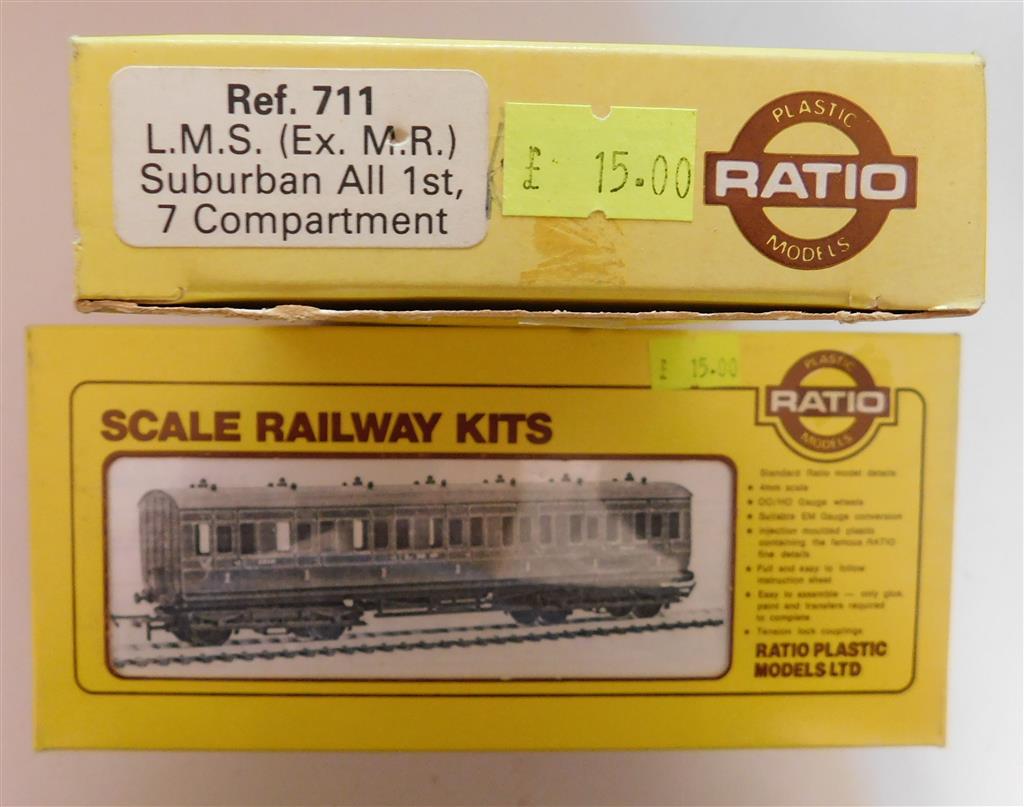 Ref. 711
L.M.S. (Ex. M.R.)
Suburban All 1st,
7 Compartment
£ 15.00
PLASTIC
RATIO
MODELS
£ 15.00
PLASTIC
RATIO
MODELS
SCALE RAILWAY KITS
Standard Ratio model details:
• 4mm scale
• OO/HO Gauge wheels
• Suitable EM Gauge conversion
• Injection moulded plastic
containing the famous RATIO
fine details
• Full and easy to follow
instruction sheet
• Easy to assemble — only glue,
paint and transfers required
to complete
• Tension lock couplings
RATIO PLASTIC
MODELS LTD